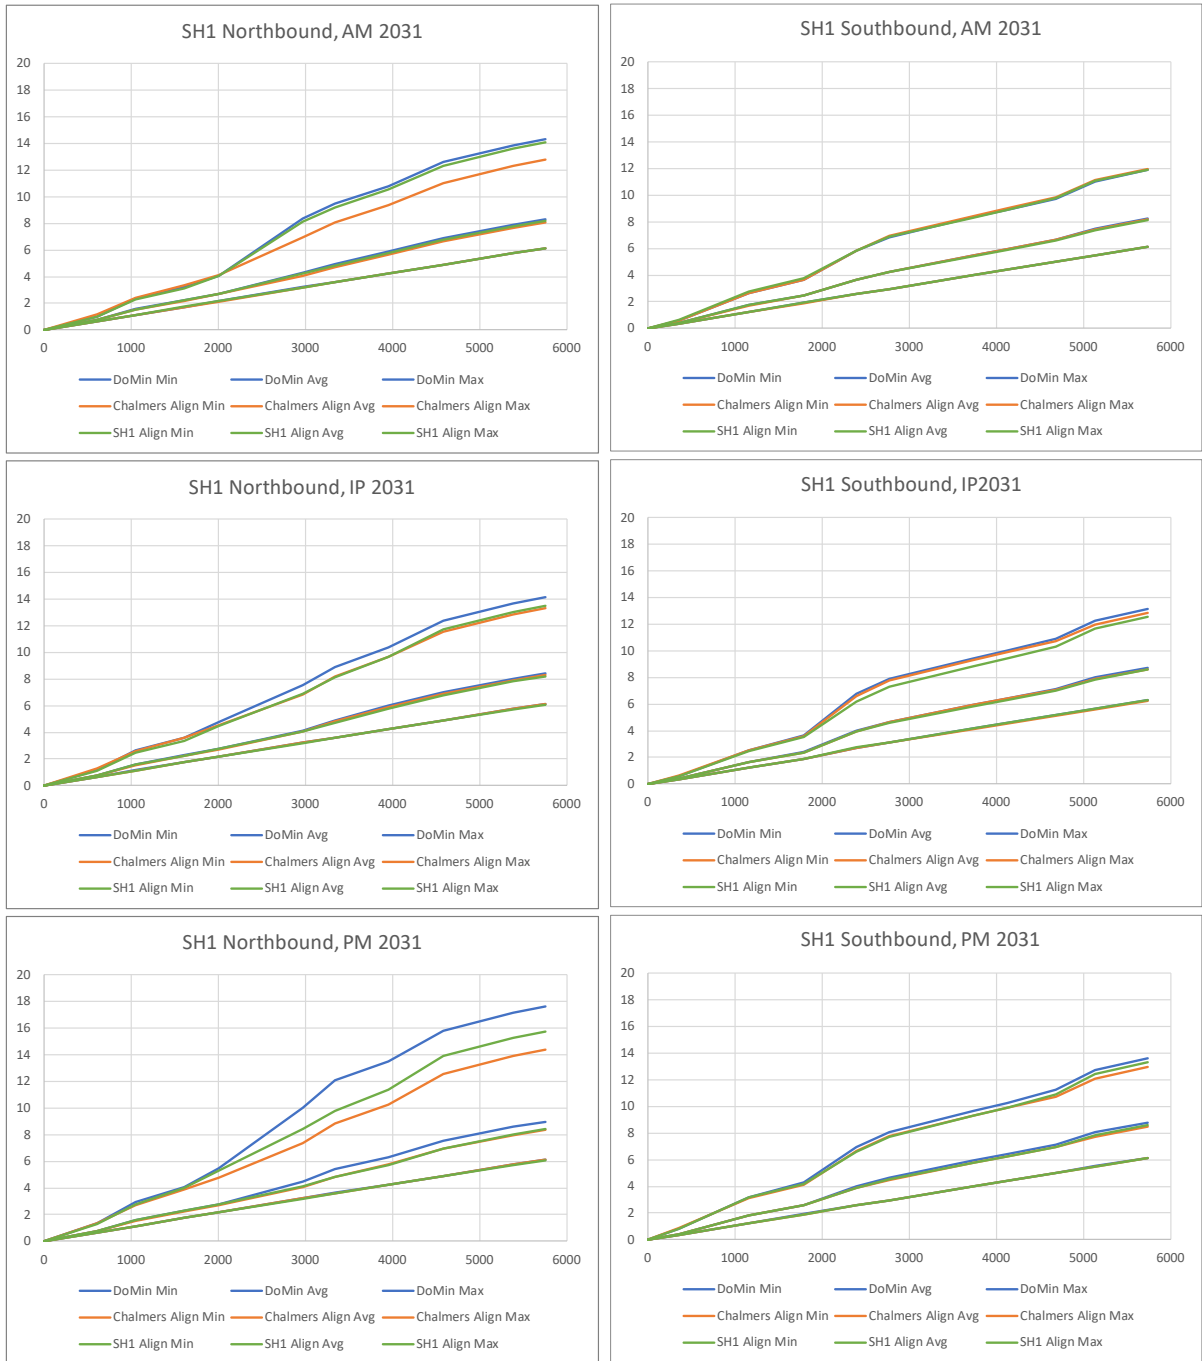 SH1 Northbound, AM 2031
20
18
16
14
12
10
8
6
4
2
0
0 1000 2000 3000 4000 5000 6000
DoMin Min DoMin Avg DoMin Max
Chalmers Align Min Chalmers Align Avg Chalmers Align Max
SH1 Align Min SH1 Align Avg SH1 Align Max
SH1 Southbound, AM 2031
20
18
16
14
12
10
8
6
4
2
0
0 1000 2000 3000 4000 5000 6000
DoMin Min DoMin Avg DoMin Max
Chalmers Align Min Chalmers Align Avg Chalmers Align Max
SH1 Align Min SH1 Align Avg SH1 Align Max
SH1 Northbound, IP 2031
20
18
16
14
12
10
8
6
4
2
0
0 1000 2000 3000 4000 5000 6000
DoMin Min DoMin Avg DoMin Max
Chalmers Align Min Chalmers Align Avg Chalmers Align Max
SH1 Align Min SH1 Align Avg SH1 Align Max
SH1 Southbound, IP2031
20
18
16
14
12
10
8
6
4
2
0
0 1000 2000 3000 4000 5000 6000
DoMin Min DoMin Avg DoMin Max
Chalmers Align Min Chalmers Align Avg Chalmers Align Max
SH1 Align Min SH1 Align Avg SH1 Align Max
SH1 Northbound, PM 2031
20
18
16
14
12
10
8
6
4
2
0
0 1000 2000 3000 4000 5000 6000
DoMin Min DoMin Avg DoMin Max
Chalmers Align Min Chalmers Align Avg Chalmers Align Max
SH1 Align Min SH1 Align Avg SH1 Align Max
SH1 Southbound, PM 2031
20
18
16
14
12
10
8
6
4
2
0
0 1000 2000 3000 4000 5000 6000
DoMin Min DoMin Avg DoMin Max
Chalmers Align Min Chalmers Align Avg Chalmers Align Max
SH1 Align Min SH1 Align Avg SH1 Align Max